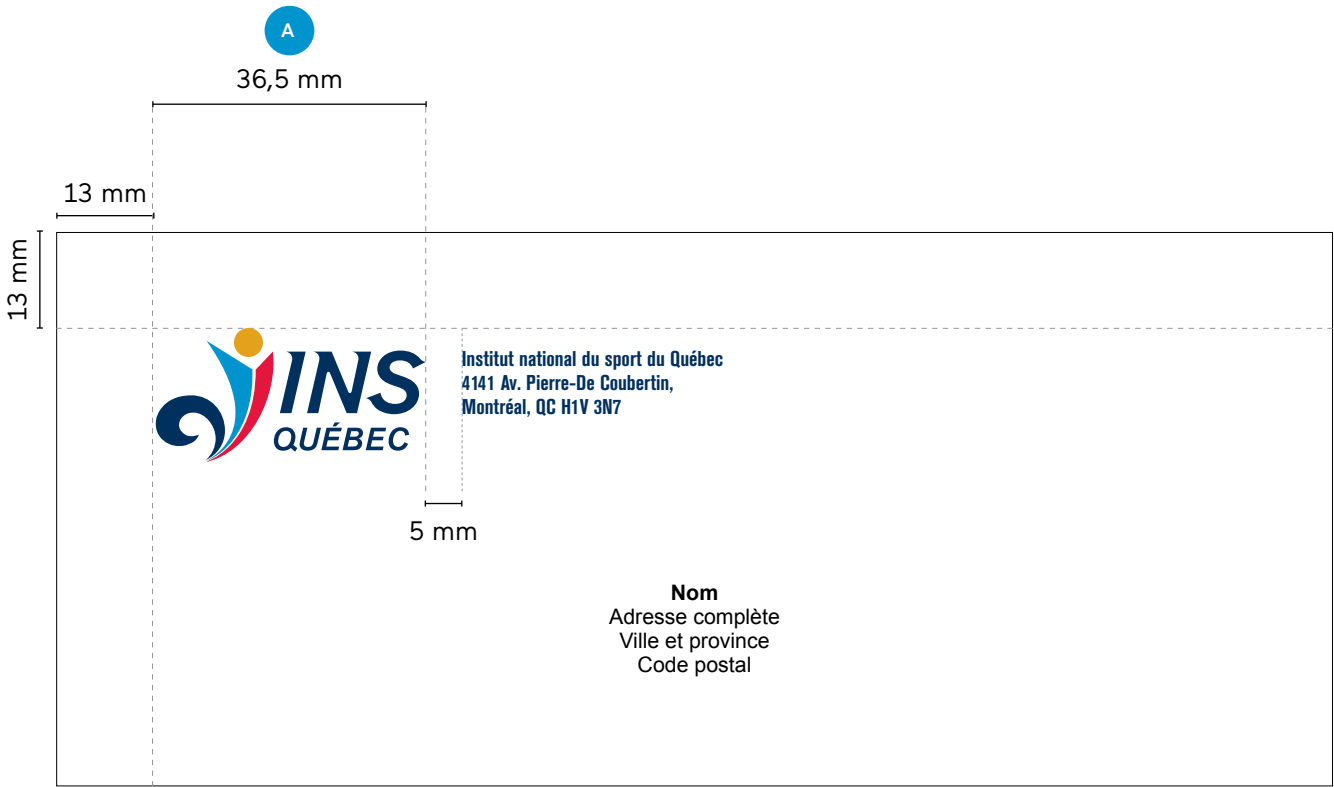 A
36,5 mm
13 mm
13 mm
INS
QUÉBEC
Institut national du sport du Québec
4141 Av. Pierre-De Coubertin,
Montréal, QC H1V 3N7
5 mm
Nom
Adresse complète
Ville et province
Code postal